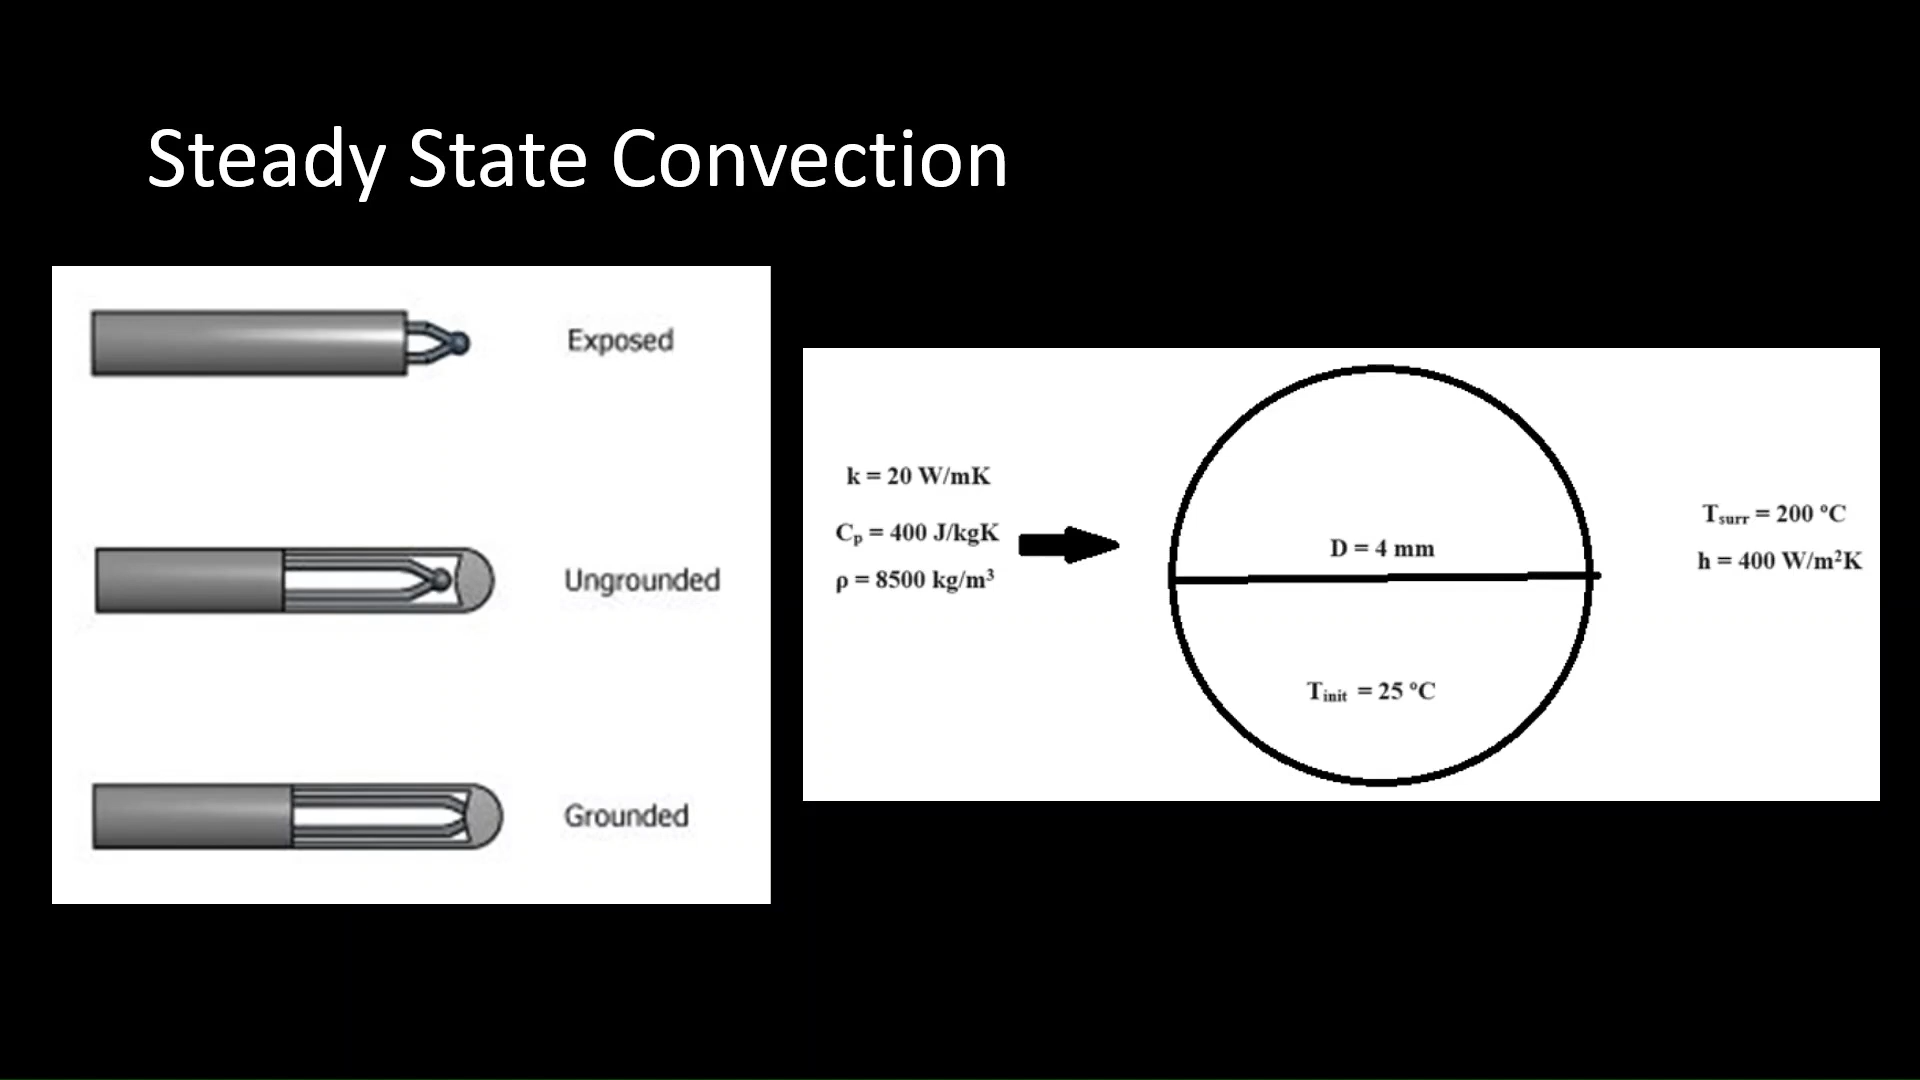 Steady State Convection
Exposed
Ungrounded
Grounded
k = 20 W/mK
Cₚ = 400 J/kgK
ρ = 8500 kg/m³
D = 4 mm
Tinit = 25 °C
Tsurr = 200 °C
h = 400 W/m²K